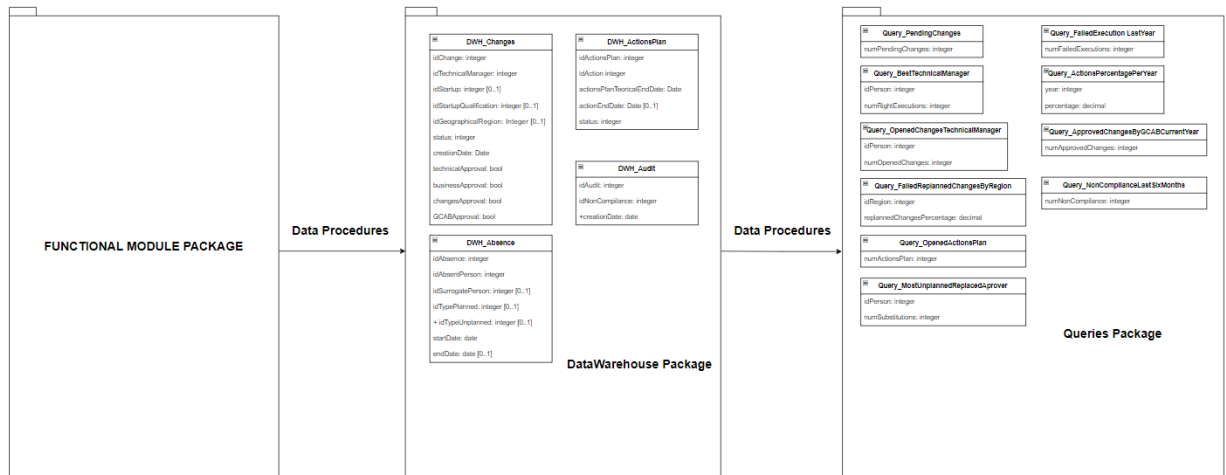 FUNCTIONAL MODULE PACKAGE
Data Procedures
DWH_Changes
idChange: integer
idTechnicalManager: integer
idStartup: integer [0..1]
idStartupQualification: integer [0..1]
idGeographicalRegion: Integer [0..1]
status: integer
creationDate: Date
technicalApproval: bool
businessApproval: bool
changesApproval: bool
GCABApproval: bool
DWH_Absence
idAbsence: integer
idAbsentPerson: integer
idSurrogatePerson: integer [0..1]
idTypePlanned: integer [0..1]
+ idTypeUnplanned: integer [0..1]
startDate: date
endDate: date [0..1]
DWH_ActionsPlan
idActionsPlan: integer
idAction integer
actionsPlanTeoricalEndDate: Date
actionEndDate: Date [0..1]
status: integer
DWH_Audit
idAudit: integer
idNonCompliance: integer
+creationDate: date
DataWarehouse Package
Data Procedures
Query_PendingChanges
numPendingChanges: integer
Query_BestTechnicalManager
idPerson: integer
numRightExecutions: integer
Query_OpenedChangesTechnicalManager
idPerson: integer
numOpenedChanges: integer
Query_FailedReplannedChangesByRegion
idRegion: integer
replannedChangesPercentage: decimal
Query_OpenedActionsPlan
numActionsPlan: integer
Query_MostUnplannedReplacedAprover
idPerson: integer
numSubstitutions: integer
Query_FailedExecution LastYear
numFailedExecutions: integer
Query_ActionsPercentagePerYear
year: integer
percentage: decimal
Query_ApprovedChangesByGCABCurrentYear
numApprovedChanges: integer
Query_NonComplianceLastSixMonths
numNonCompilance: integer
Queries Package